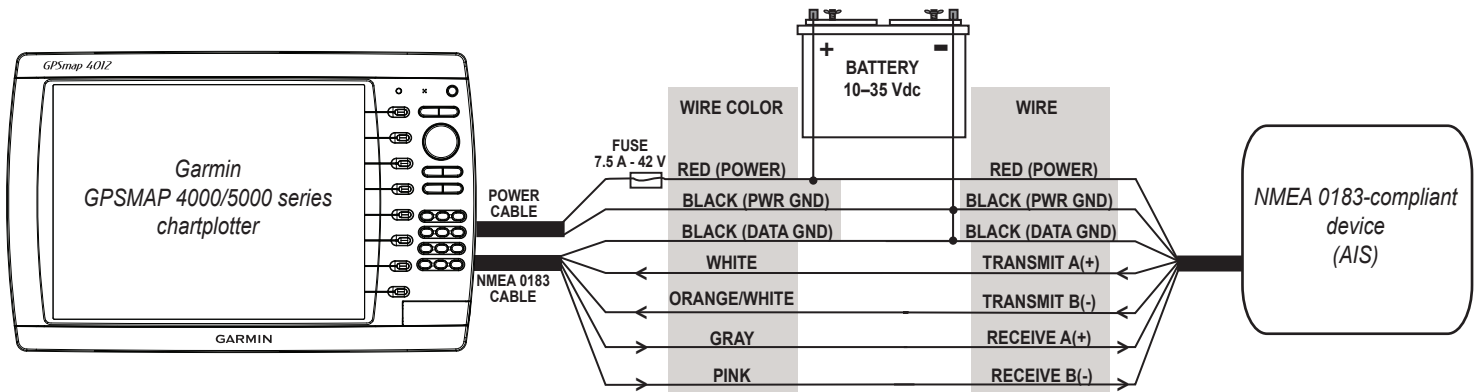 GPSmap 4012
Garmin
GPSMAP 4000/5000 series
chartplotter
GARMIN
POWER
CABLE
NMEA 0183
CABLE
FUSE
7.5 A - 42 V
WIRE COLOR
RED (POWER)
BLACK (PWR GND)
BLACK (DATA GND)
WHITE
ORANGE/WHITE
GRAY
PINK
+ -
BATTERY
10–35 Vdc
WIRE
RED (POWER)
BLACK (PWR GND)
BLACK (DATA GND)
TRANSMIT A(+)
TRANSMIT B(-)
RECEIVE A(+)
RECEIVE B(-)
NMEA 0183-compliant
device
(AIS)